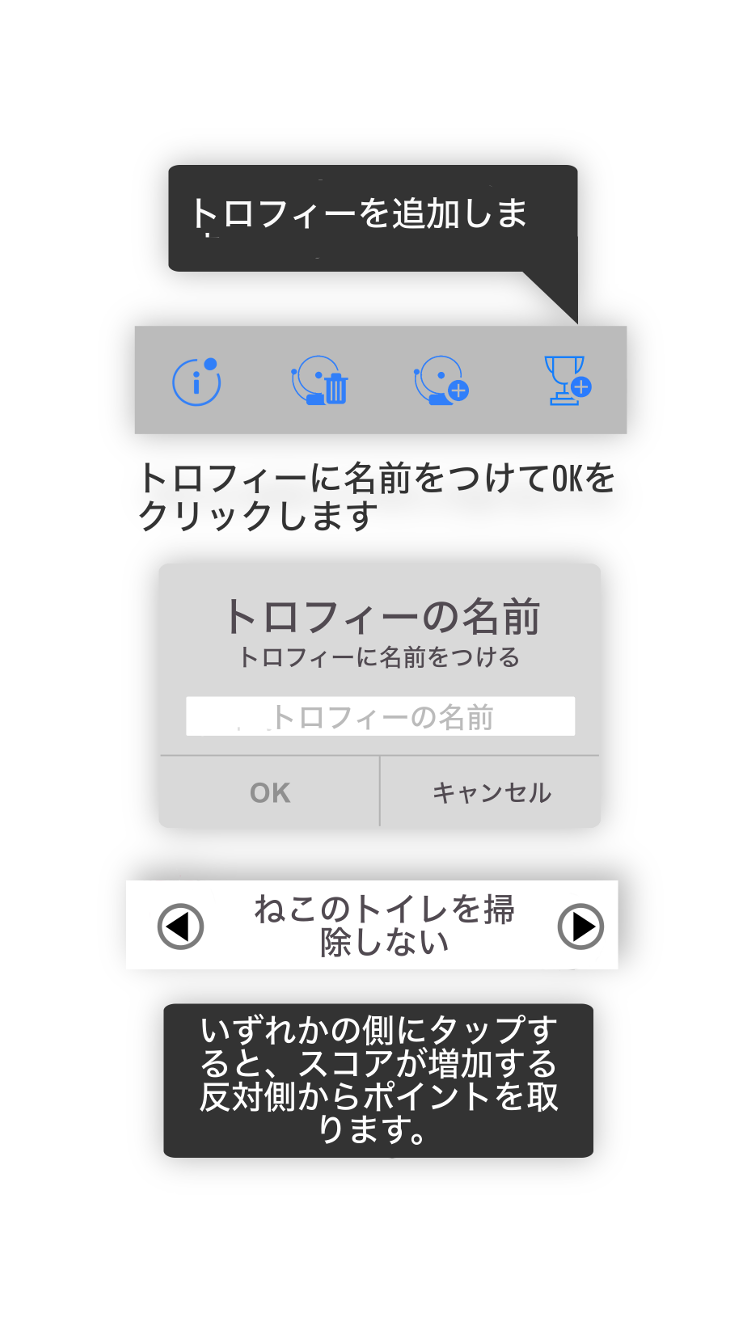 トロフィーを追加しま
トロフィーに名前をつけてOKを
クリックします
トロフィーの名前
トロフィーに名前をつける
トロフィーの名前
OK キャンセル
ねこのトイレを掃
除しない
いずれかの側にタップす
ると、スコアが増加する
反対側からポイントを取
ります。